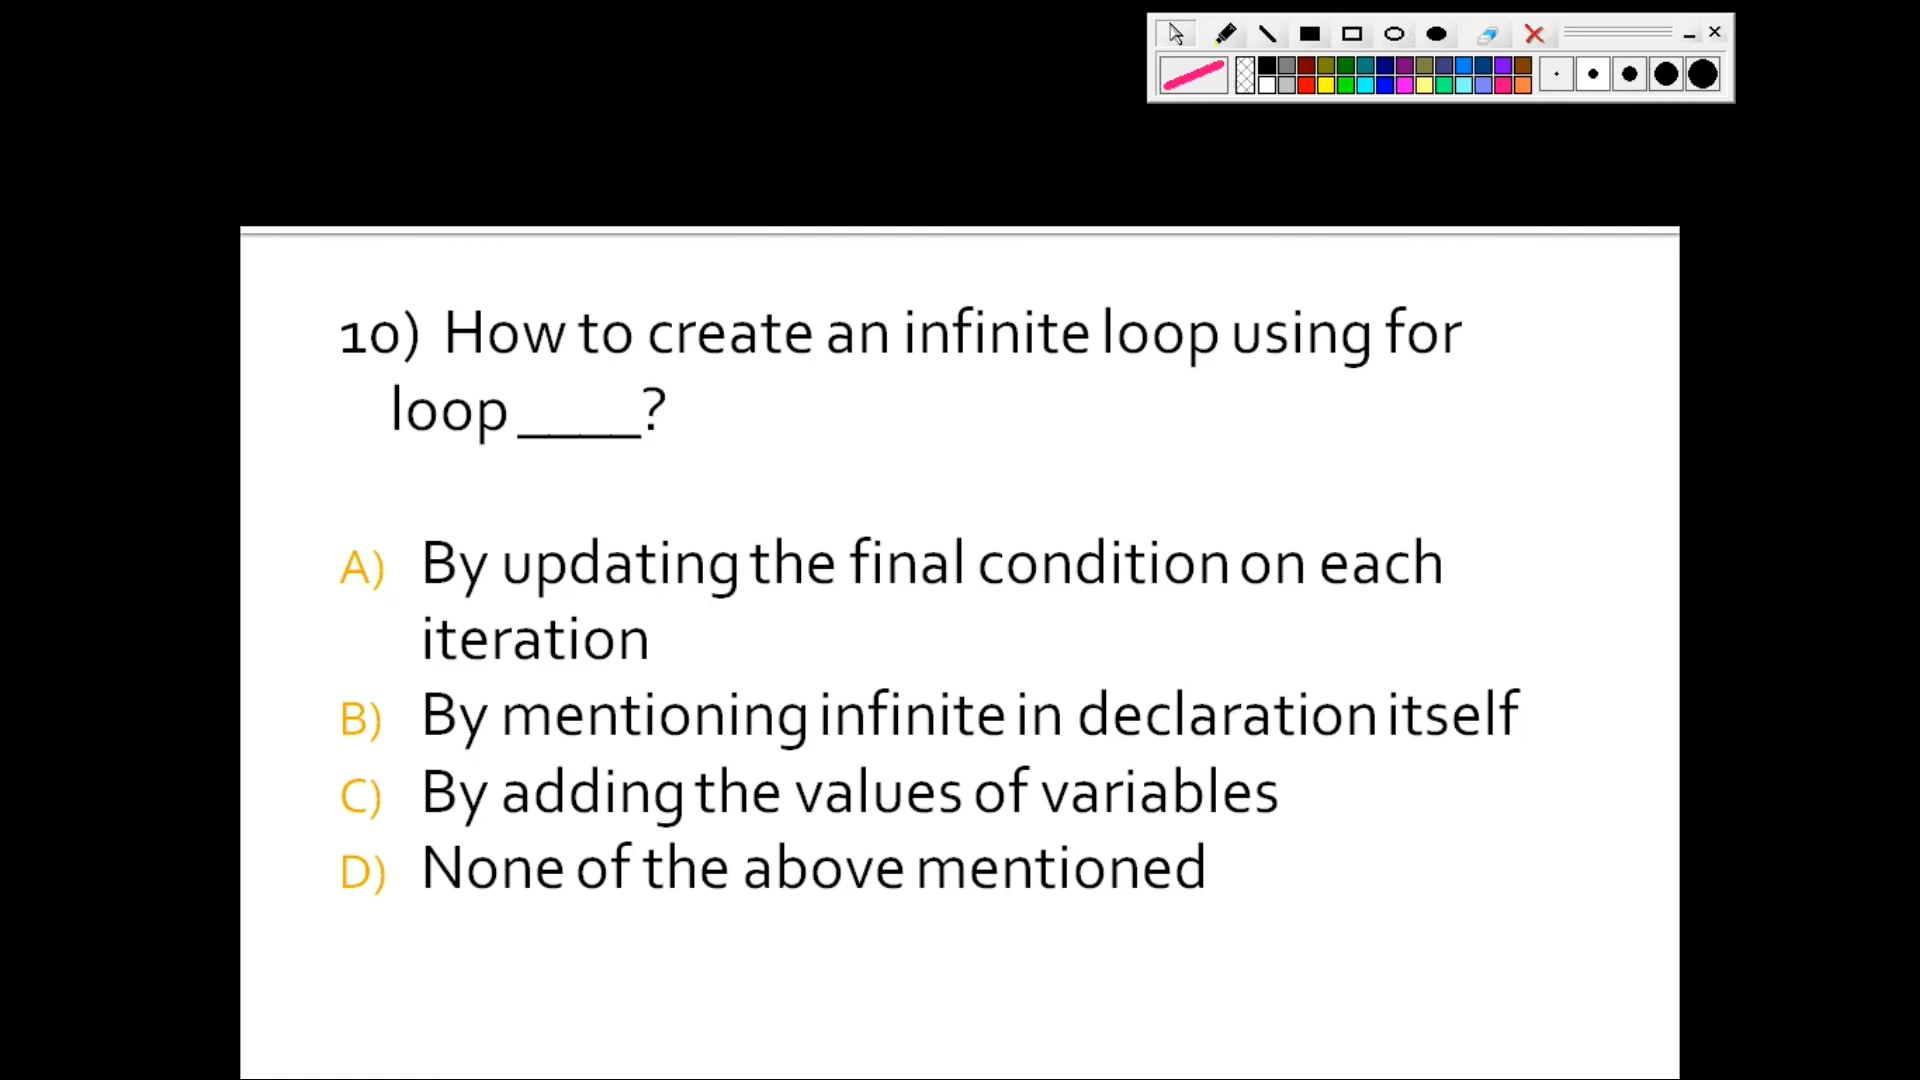 10) How to create an infinite loop using for
loop ____?
A) By updating the final condition on each
iteration
B) By mentioning infinite in declaration itself
C) By adding the values of variables
D) None of the above mentioned